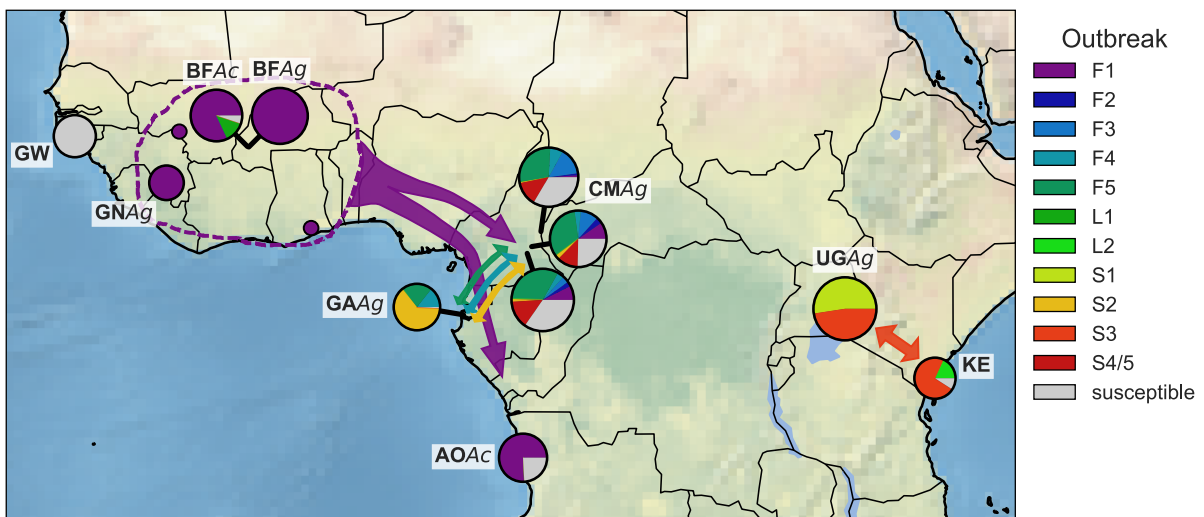 BFAc BFAg
GW
GNAg
CMAg
GAAg
UGAg
KE
AOAc
Outbreak
F1
F2
F3
F4
F5
L1
L2
S1
S2
S3
S4/5
susceptible